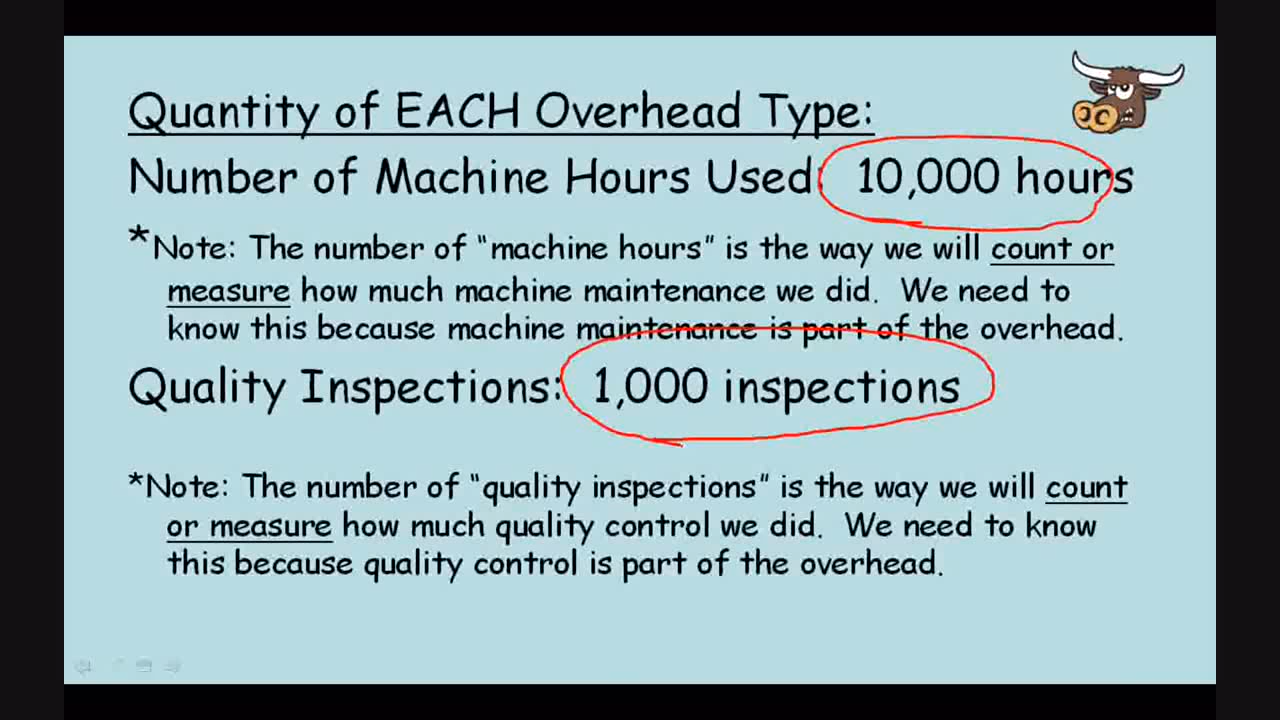 Quantity of EACH Overhead Type:
Number of Machine Hours Used: 10,000 hours
*Note: The number of “machine hours” is the way we will count or
measure how much machine maintenance we did. We need to
know this because machine maintenance is part of the overhead.
Quality Inspections: 1,000 inspections
*Note: The number of “quality inspections” is the way we will count
or measure how much quality control we did. We need to know
this because quality control is part of the overhead.